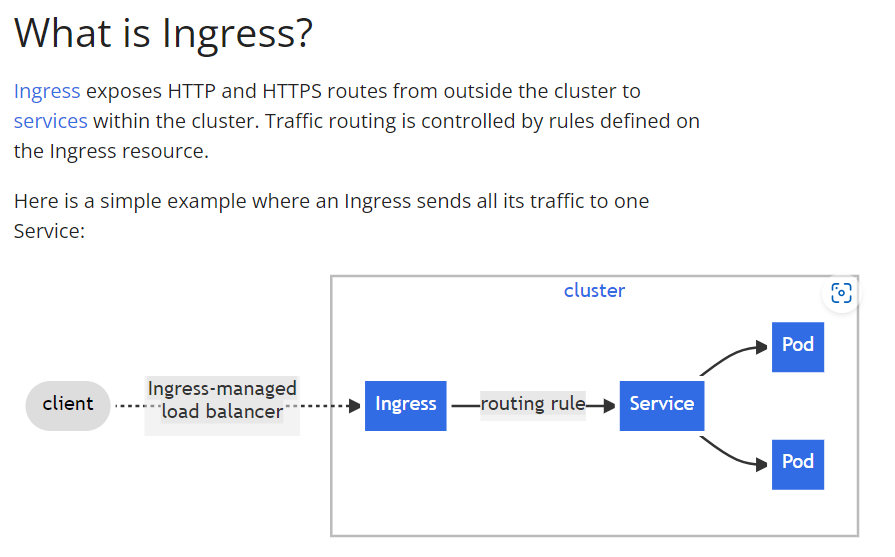 What is Ingress?
Ingress exposes HTTP and HTTPS routes from outside the cluster to
services within the cluster. Traffic routing is controlled by rules defined on
the Ingress resource.
Here is a simple example where an Ingress sends all its traffic to one
Service:
cluster
client
Ingress-managed
load balancer
Ingress
routing rule
Service
Pod
Pod